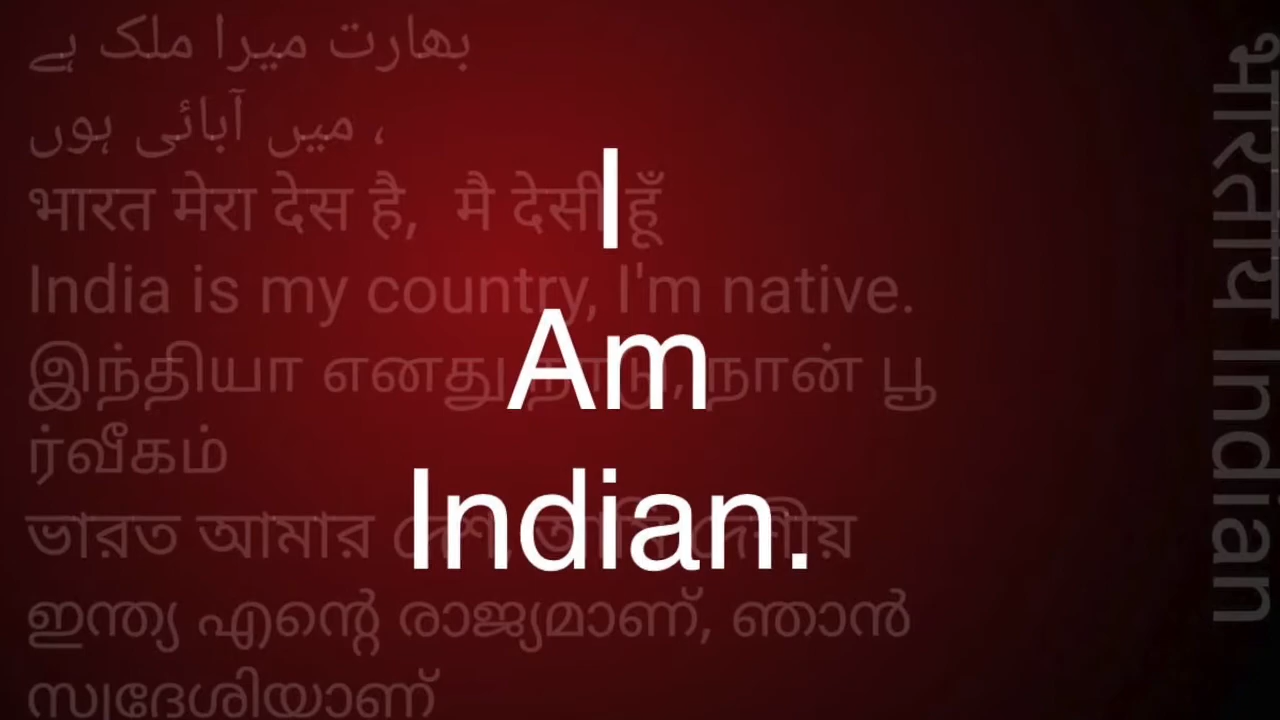 بھارت میرا ملک ہے
، میں آبائی ہوں
भारत मेरा देस है, मै देसी हूँ
India is my country, I'm native.
இந்தியா எனது நாடு, நான் பூ
ர்வீகம்
ভারত আমার দেশ, আমি দেশীয়
ഇന്ത്യ എന്റെ രാജ്യമാണ്, ഞാൻ
സ്വദേശിയാണ്
I
Am
Indian.
भारतीय Indian